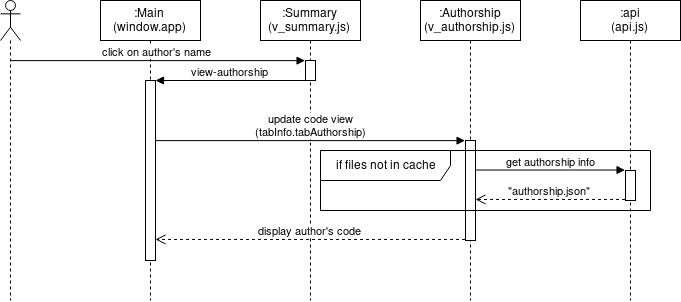 :Main
(window.app)
:Summary
(v_summary.js)
:Authorship
(v_authorship.js)
:api
(api.js)
click on author's name
view-authorship
update code view
(tabInfo.tabAuthorship)
if files not in cache
get authorship info
"authorship.json"
display author's code